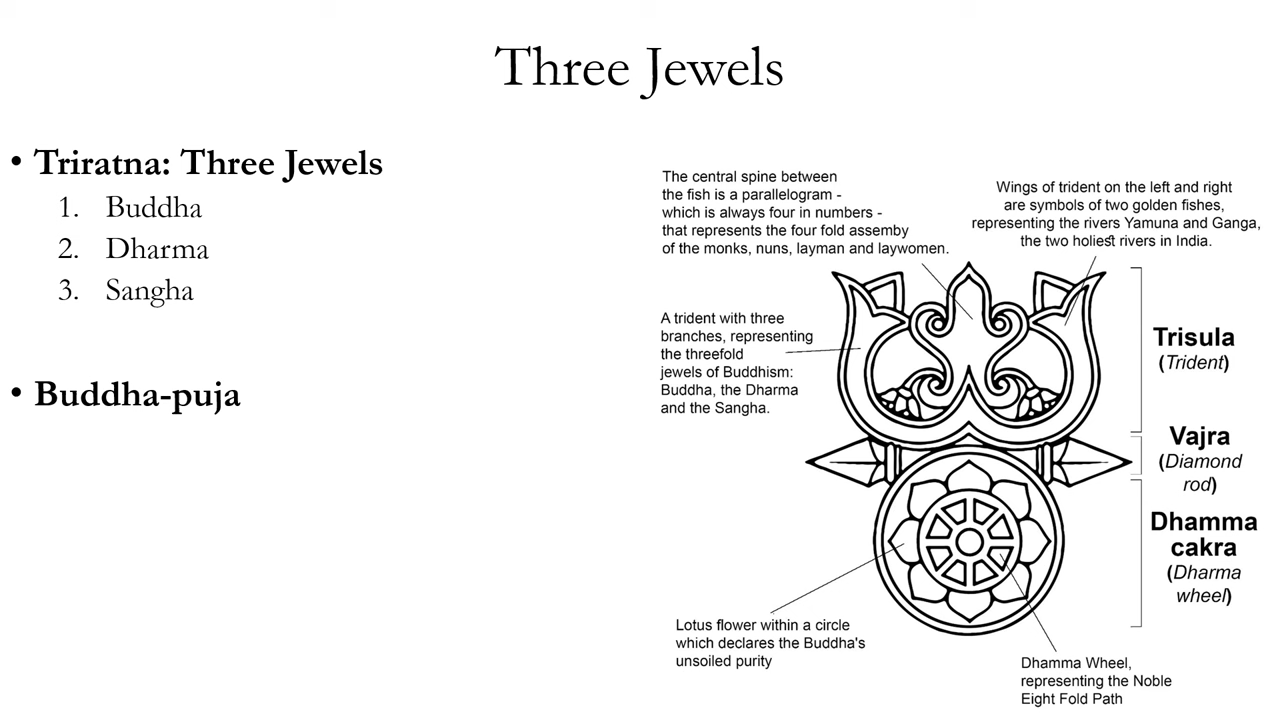 Three Jewels
• Triratna: Three Jewels
1. Buddha
2. Dharma
3. Sangha
• Buddha-puja
The central spine between
the fish is a parallelogram -
which is always four in numbers -
that represents the four fold assemby
of the monks, nuns, layman and laywomen.
Wings of trident on the left and right
are symbols of two golden fishes,
representing the rivers Yamuna and Ganga,
the two holiest rivers in India.
A trident with three
branches, representing
the threefold
jewels of Buddhism:
Buddha, the Dharma
and the Sangha.
Trisula
(Trident)
Vajra
(Diamond
rod)
Dhamma
cakra
(Dharma
wheel)
Lotus flower within a circle
which declares the Buddha's
unsoiled purity
Dhamma Wheel,
representing the Noble
Eight Fold Path